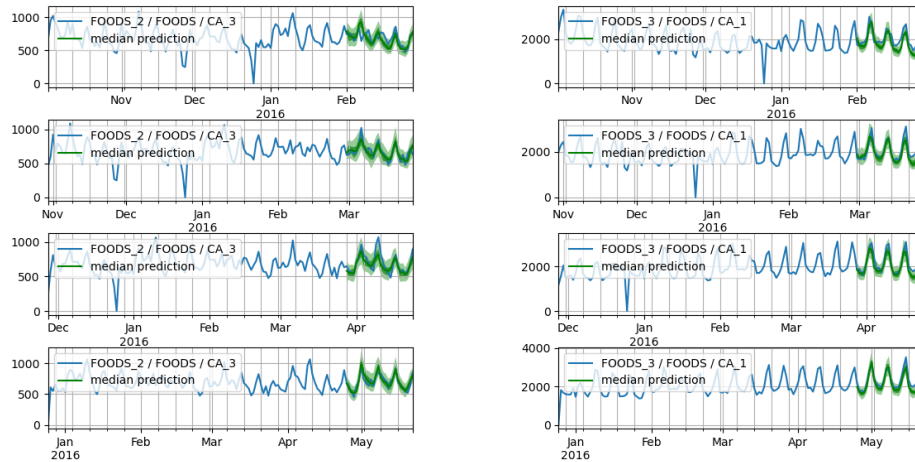 1000
500
0
FOODS_2 / FOODS / CA_3
median prediction
Nov Dec Jan Feb
2016
2000
0
FOODS_3 / FOODS / CA_1
median prediction
Nov Dec Jan Feb
2016
1000
500
0
FOODS_2 / FOODS / CA_3
median prediction
Nov Dec Jan Feb Mar
2016
2000
0
FOODS_3 / FOODS / CA_1
median prediction
Nov Dec Jan Feb Mar
2016
1000
500
0
FOODS_2 / FOODS / CA_3
median prediction
Dec Jan Feb Mar Apr
2016
2000
0
FOODS_3 / FOODS / CA_1
median prediction
Dec Jan Feb Mar Apr
2016
1000
500
0
FOODS_2 / FOODS / CA_3
median prediction
Jan Feb Mar Apr May
2016
4000
2000
0
FOODS_3 / FOODS / CA_1
median prediction
Jan Feb Mar Apr May
2016